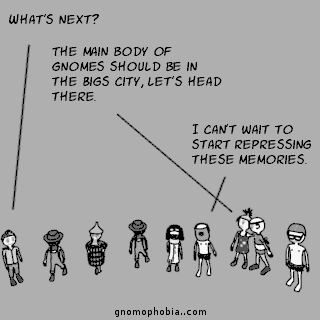 WHAT'S NEXT?
THE MAIN BODY OF
GNOMES SHOULD BE IN
THE BIGS CITY, LET'S HEAD
THERE.
I CAN'T WAIT TO
START REPRESSING
THESE MEMORIES.
gnomophobia..com